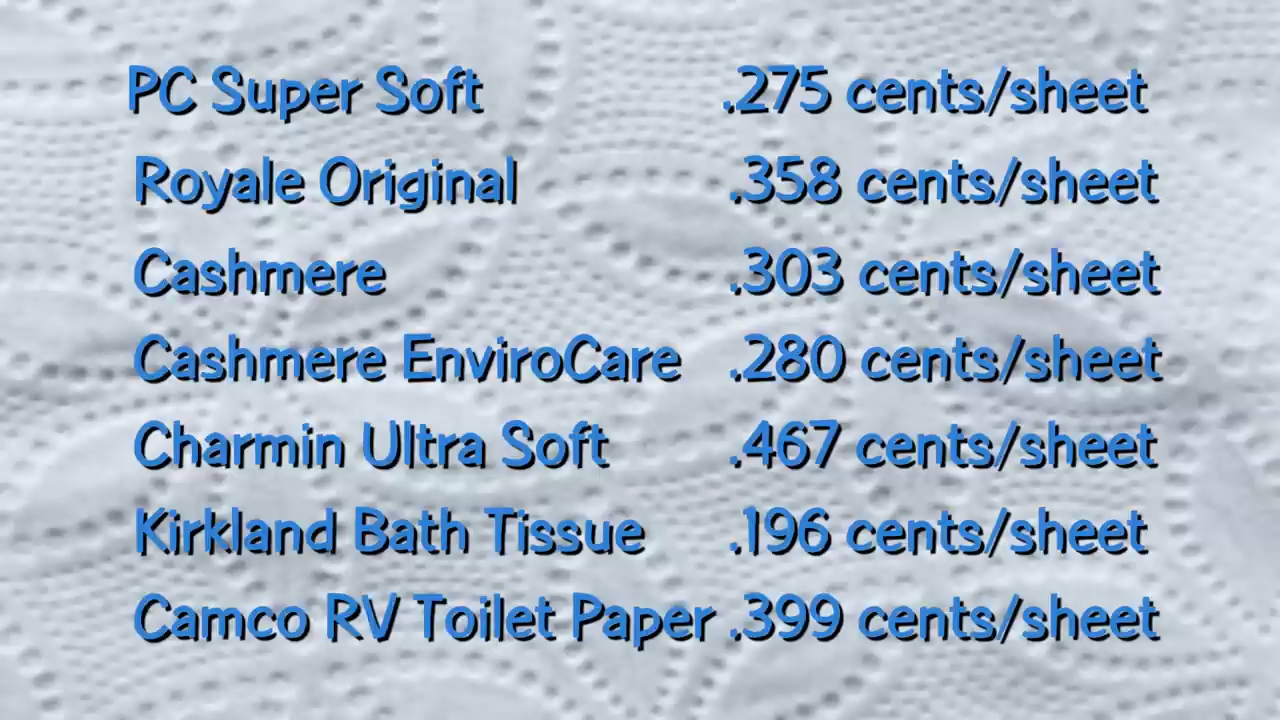 PC Super Soft .275 cents/sheet
Royale Original .358 cents/sheet
Cashmere .303 cents/sheet
Cashmere EnviroCare .280 cents/sheet
Charmin Ultra Soft .467 cents/sheet
Kirkland Bath Tissue .196 cents/sheet
Camco RV Toilet Paper .399 cents/sheet